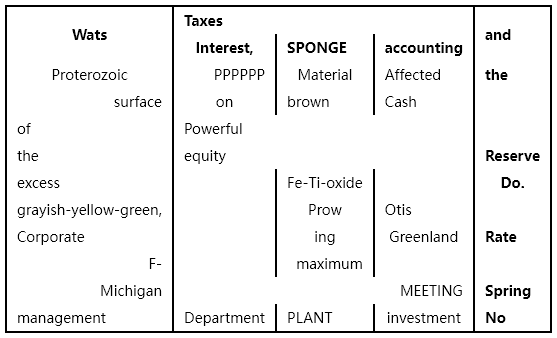 Wats Taxes and
Interest, SPONGE accounting
Proterozoic PPPPPP Material Affected the
surface on brown Cash
of Powerful
the equity Reserve
excess Fe-Ti-oxide Do.
grayish-yellow-green, Prow Otis
Corporate ing Greenland Rate
F- maximum
Michigan MEETING Spring
management Department PLANT investment No